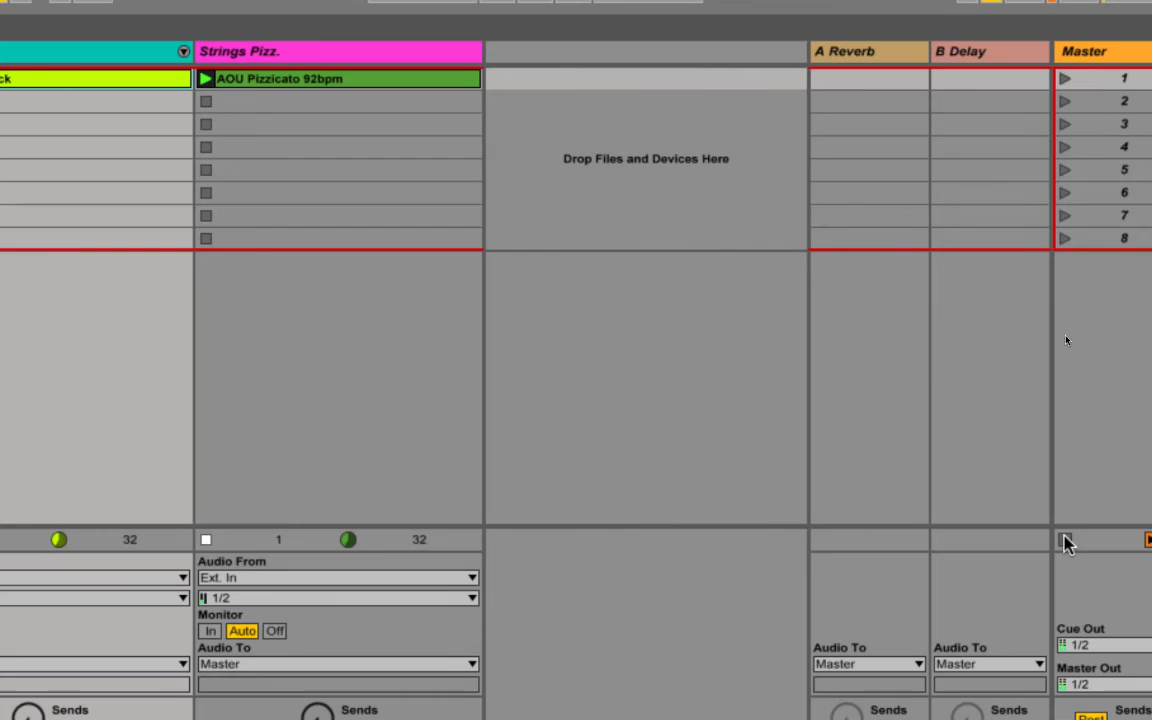 Strings Pizz.
A Reverb
B Delay
Master
ck
AOU Pizzicato 92bpm
1
2
3
4
5
6
7
8
Drop Files and Devices Here
32
1
32
Audio From
Ext. In
1/2
Monitor
In Auto Off
Audio To
Master
Audio To
Master
Audio To
Master
Cue Out
1/2
Master Out
1/2
Sends
Sends
Sends
Sends
Sends
Post